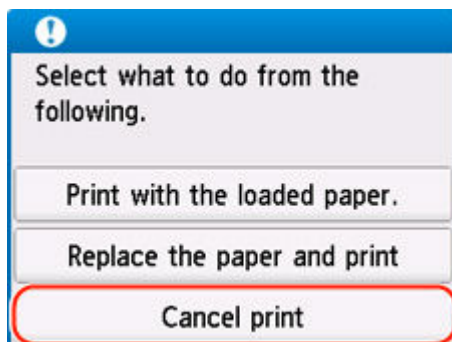 Select what to do from the
following.
Print with the loaded paper.
Replace the paper and print
Cancel print